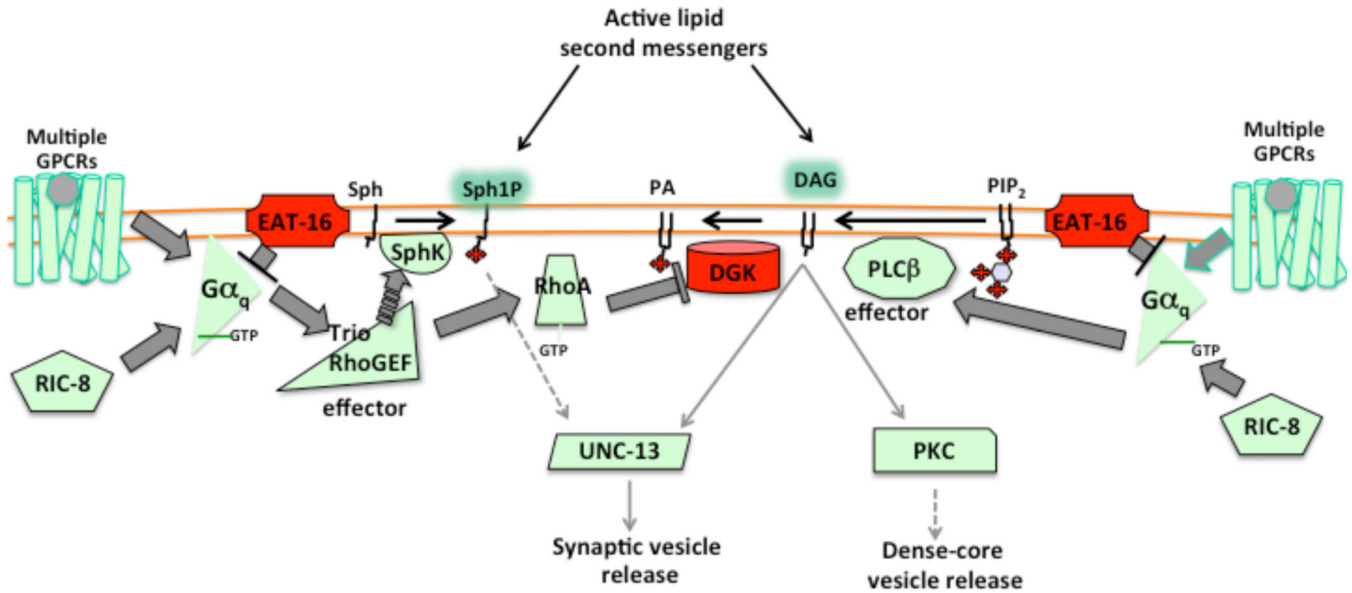 Active lipid
second messengers
Multiple
GPCRs
Multiple
GPCRs
Sph
Sph1P
PA
DAG
PIP2
EAT-16
EAT-16
SphK
DGK
PLCβ
effector
RhoA
GTP
Gαq
GTP
Gαq
GTP
Trio
RhoGEF
effector
RIC-8
RIC-8
UNC-13
PKC
Synaptic vesicle
release
Dense-core
vesicle release